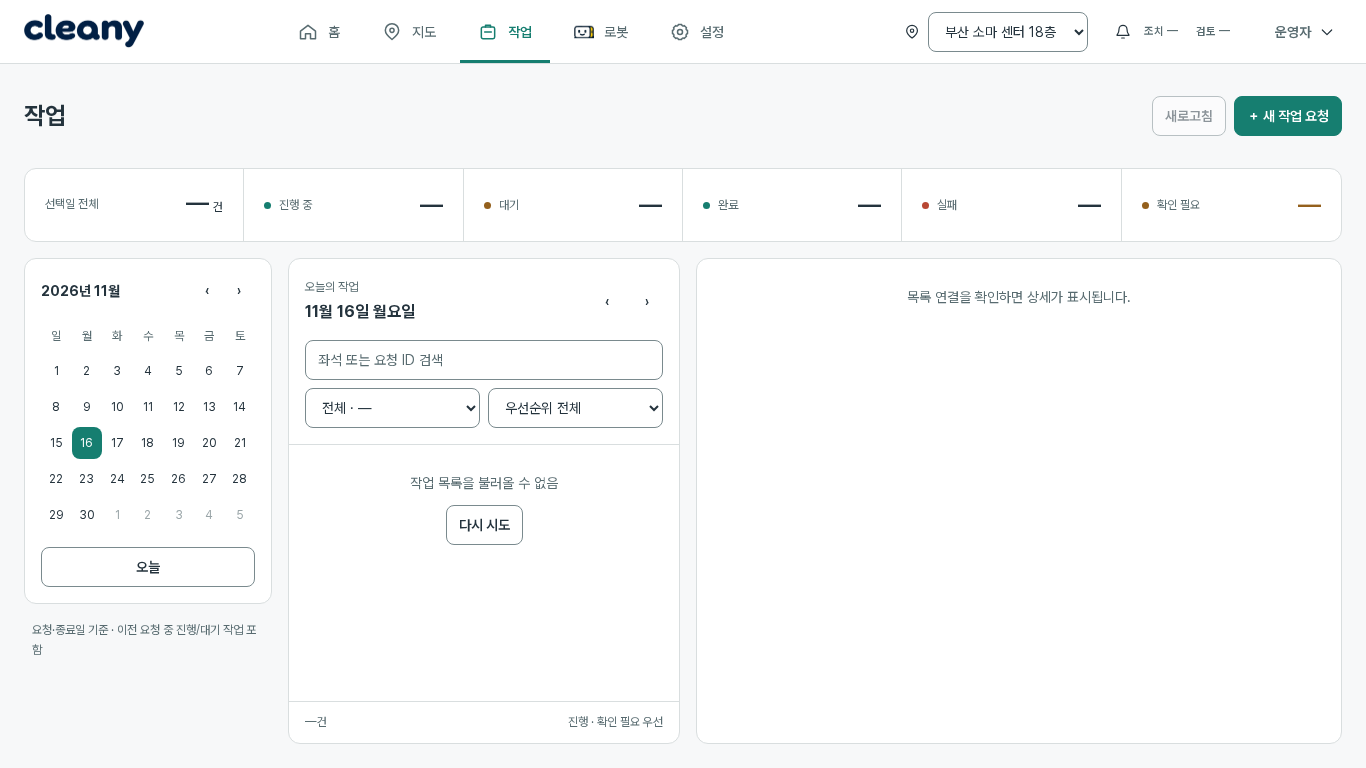 cleany
홈
지도
작업
로봇
설정
부산 소마 센터 18층
조치 —
검토 —
운영자
작업
새로고침
+ 새 작업 요청
선택일 전체 — 건
진행 중 —
대기 —
완료 —
실패 —
확인 필요 —
2026년 11월 ‹ ›
일 월 화 수 목 금 토
1 2 3 4 5 6 7
8 9 10 11 12 13 14
15 16 17 18 19 20 21
22 23 24 25 26 27 28
29 30 1 2 3 4 5
오늘
요청·종료일 기준 · 이전 요청 중 진행/대기 작업 포
함
오늘의 작업
11월 16일 월요일 ‹ ›
좌석 또는 요청 ID 검색
전체 · —
우선순위 전체
작업 목록을 불러올 수 없음
다시 시도
—건
진행 · 확인 필요 우선
목록 연결을 확인하면 상세가 표시됩니다.